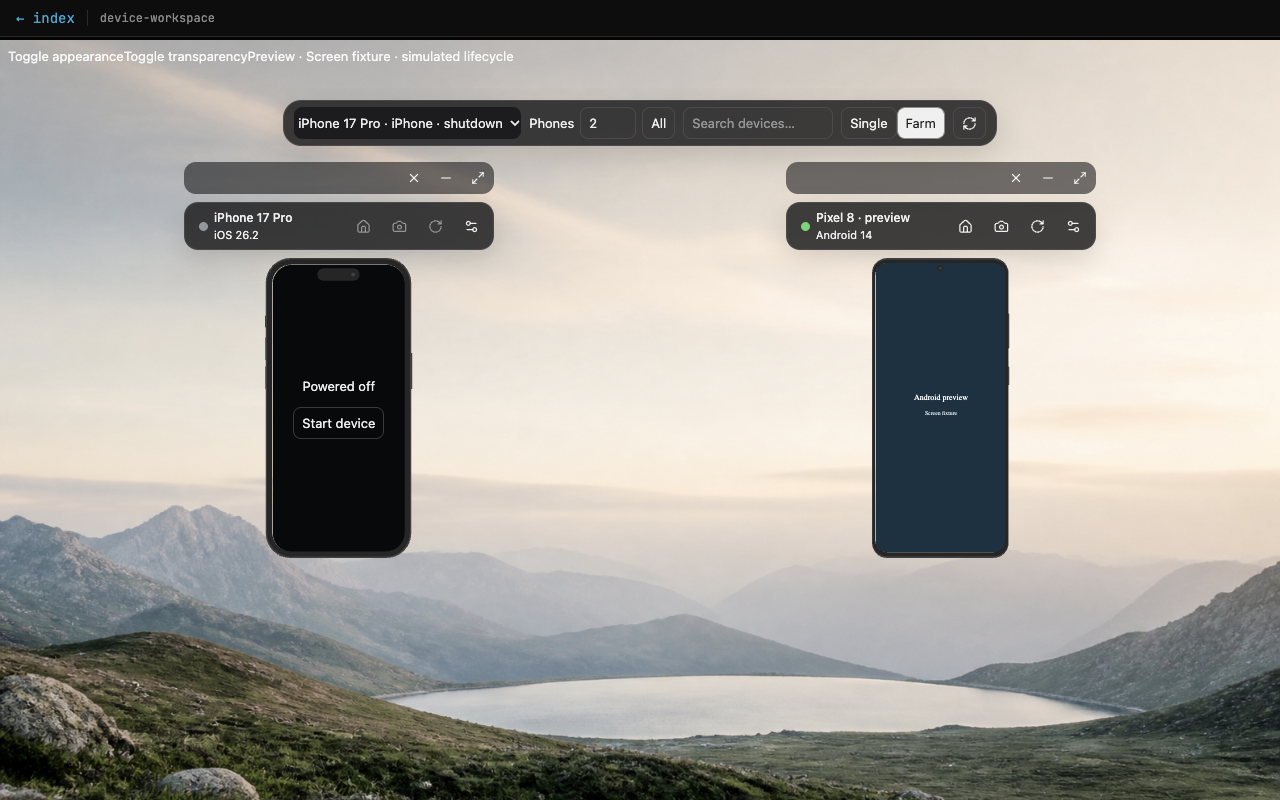 ← index
device-workspace
Toggle appearanceToggle transparencyPreview · Screen fixture · simulated lifecycle
iPhone 17 Pro · iPhone · shutdown Phones 2 All Search devices... Single Farm
iPhone 17 Pro
iOS 26.2
Pixel 8 · preview
Android 14
Powered off
Start device
Android preview
Screen fixture